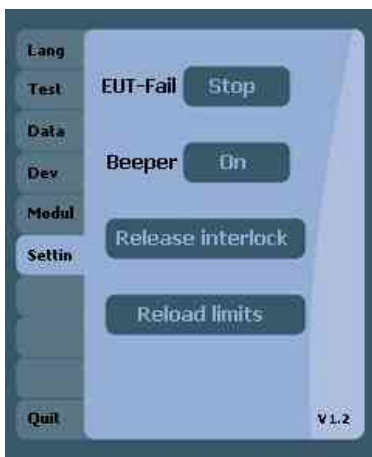 Lang
Test
EUT-Fail Stop
Data
Beeper On
Dev
Modul
Release interlock
Settin
Reload limits
Quit
V1.2